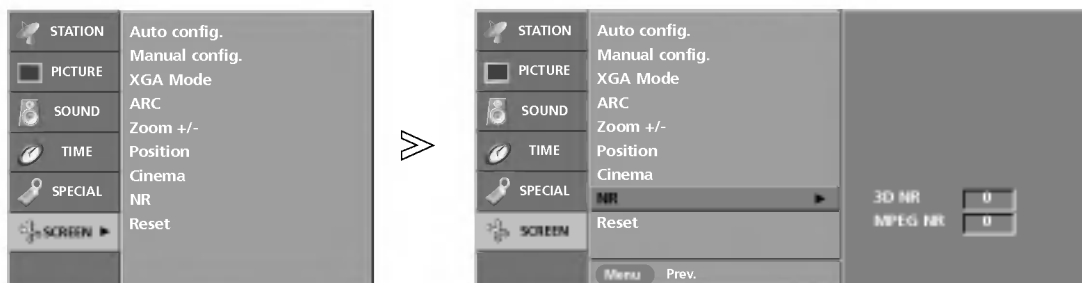 STATION
PICTURE
SOUND
TIME
SPECIAL
SCREEN
Auto config.
Manual config.
XGA Mode
ARC
Zoom +/-
Position
Cinema
NR
Reset
STATION
PICTURE
SOUND
TIME
SPECIAL
SCREEN
Auto config.
Manual config.
XGA Mode
ARC
Zoom +/-
Position
Cinema
NR
Reset
Menu Prev.
3D NR 0
MPEG NR 0